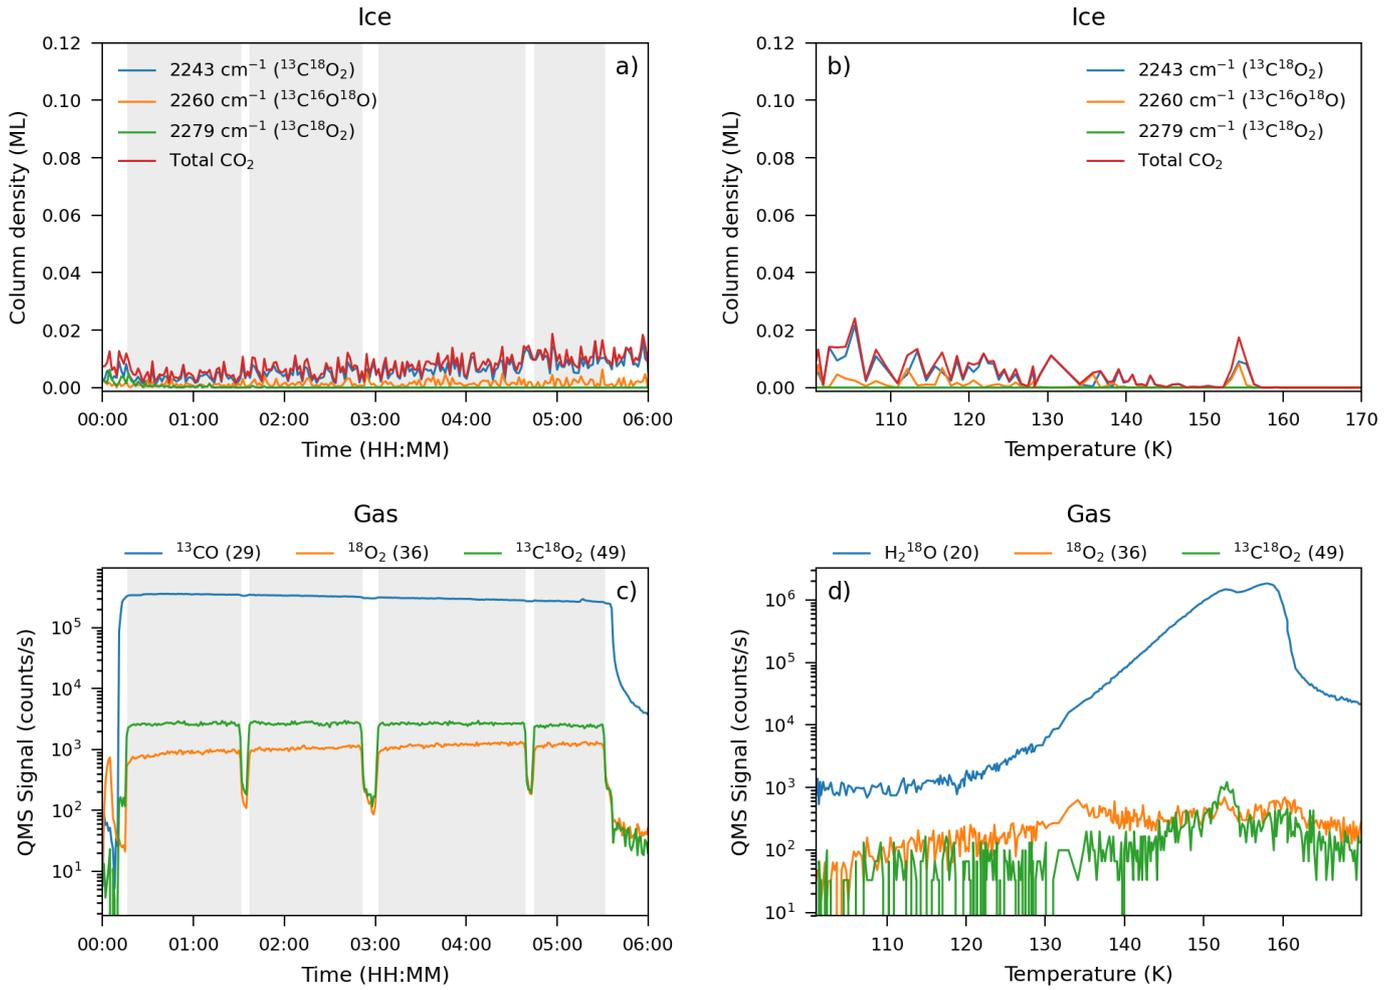 Ice
a)
2243 cm⁻¹ (¹³C¹⁸O₂)
2260 cm⁻¹ (¹³C¹⁶O¹⁸O)
2279 cm⁻¹ (¹³C¹⁸O₂)
Total CO₂
Column density (ML)
0.12
0.10
0.08
0.06
0.04
0.02
0.00
00:00 01:00 02:00 03:00 04:00 05:00 06:00
Time (HH:MM)
Ice
b)
2243 cm⁻¹ (¹³C¹⁸O₂)
2260 cm⁻¹ (¹³C¹⁶O¹⁸O)
2279 cm⁻¹ (¹³C¹⁸O₂)
Total CO₂
Column density (ML)
0.12
0.10
0.08
0.06
0.04
0.02
0.00
110 120 130 140 150 160 170
Temperature (K)
Gas
¹³CO (29) ¹⁸O₂ (36) ¹³C¹⁸O₂ (49)
c)
QMS Signal (counts/s)
10⁵
10⁴
10³
10²
10¹
00:00 01:00 02:00 03:00 04:00 05:00 06:00
Time (HH:MM)
Gas
H₂¹⁸O (20) ¹⁸O₂ (36) ¹³C¹⁸O₂ (49)
d)
QMS Signal (counts/s)
10⁶
10⁵
10⁴
10³
10²
10¹
110 120 130 140 150 160
Temperature (K)